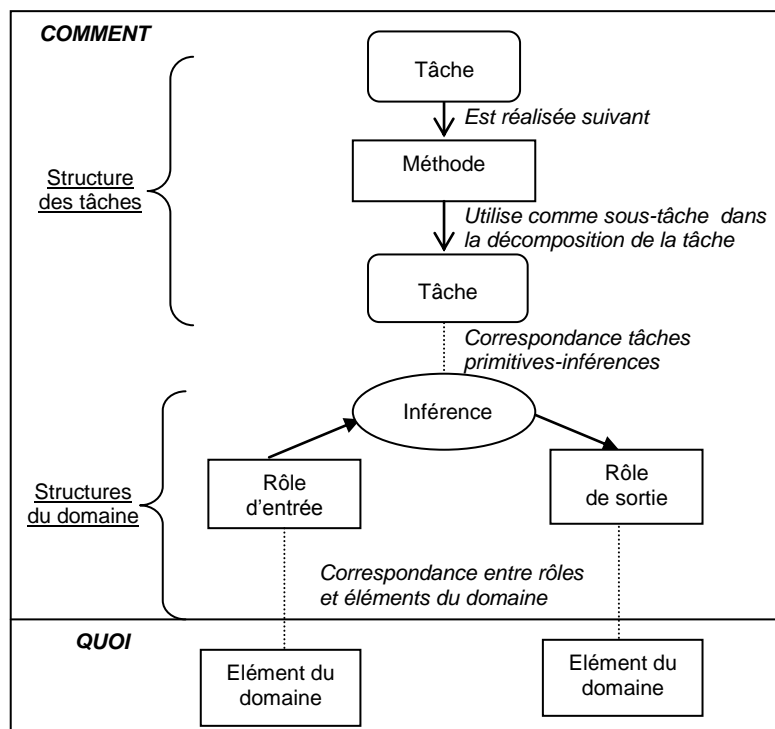 COMMENT
Tâche
Est réalisée suivant
Méthode
Structure
des tâches
Utilise comme sous-tâche dans
la décomposition de la tâche
Tâche
Correspondance tâches
primitives-inférences
Inférence
Rôle
d’entrée
Rôle
de sortie
Structures
du domaine
Correspondance entre rôles
et éléments du domaine
QUOI
Elément du
domaine
Elément du
domaine